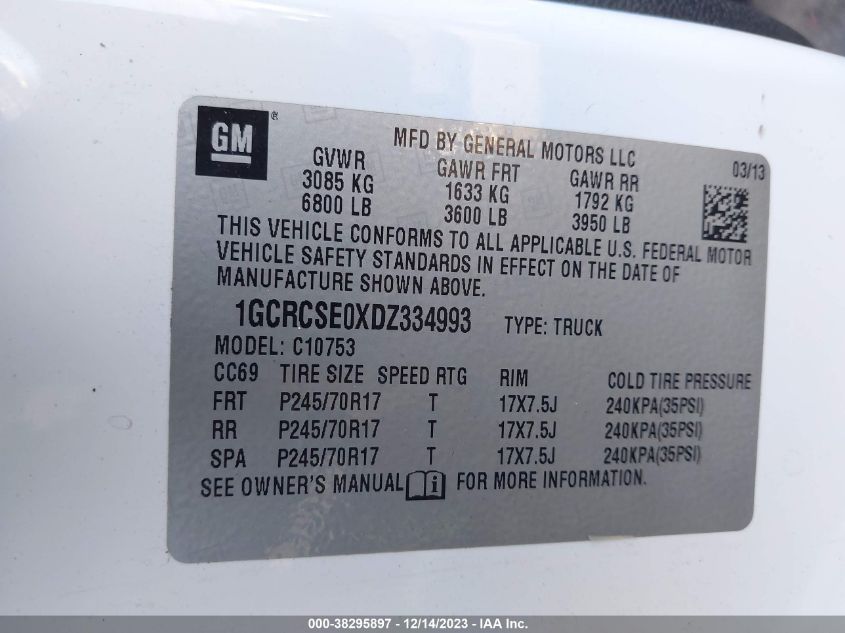 GM ®
MFD BY GENERAL MOTORS LLC
03/13
GVWR GAWR FRT GAWR RR
3085 KG 1633 KG 1792 KG
6800 LB 3600 LB 3950 LB
THIS VEHICLE CONFORMS TO ALL APPLICABLE U.S. FEDERAL MOTOR
VEHICLE SAFETY STANDARDS IN EFFECT ON THE DATE OF
MANUFACTURE SHOWN ABOVE.
1GCRCSE0XDZ334993 TYPE: TRUCK
MODEL: C10753
CC69 TIRE SIZE SPEED RTG RIM COLD TIRE PRESSURE
FRT P245/70R17 T 17X7.5J 240KPA(35PSI)
RR P245/70R17 T 17X7.5J 240KPA(35PSI)
SPA P245/70R17 T 17X7.5J 240KPA(35PSI)
SEE OWNER'S MANUAL i FOR MORE INFORMATION.
000-38295897 - 12/14/2023 - IAA Inc.